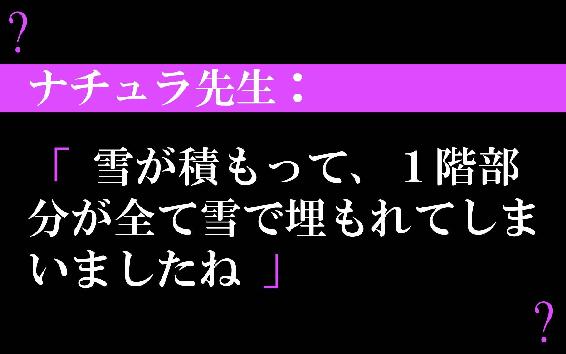 ?
ナチュラ先生：
「 雪が積もって、１階部
分が全て雪で埋もれてしま
いましたね 」
?